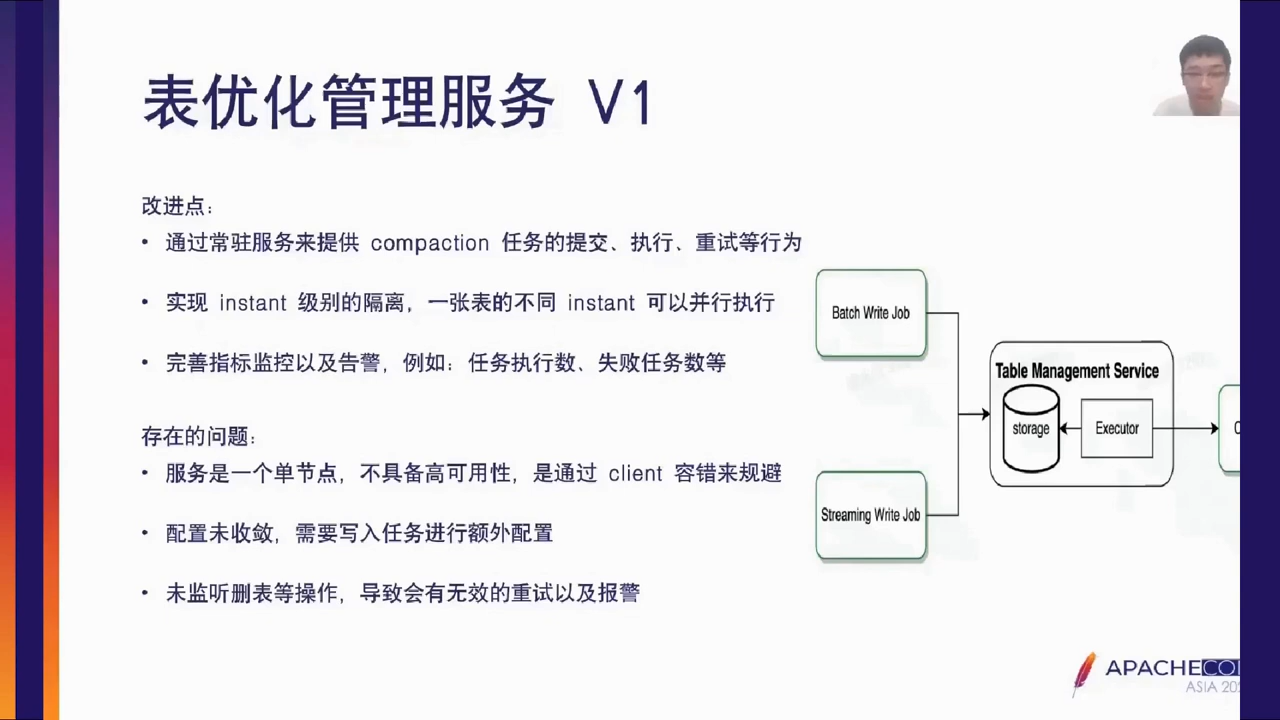 表优化管理服务 V1
改进点:
• 通过常驻服务来提供 compaction 任务的提交、执行、重试等行为
• 实现 instant 级别的隔离，一张表的不同 instant 可以并行执行
• 完善指标监控以及告警，例如：任务执行数、失败任务数等
存在的问题:
• 服务是一个单节点，不具备高可用性，是通过 client 容错来规避
• 配置未收敛，需要写入任务进行额外配置
• 未监听删表等操作，导致会有无效的重试以及报警
Batch Write Job
Table Management Service
storage
Executor
Streaming Write Job
APACHECO
ASIA 202